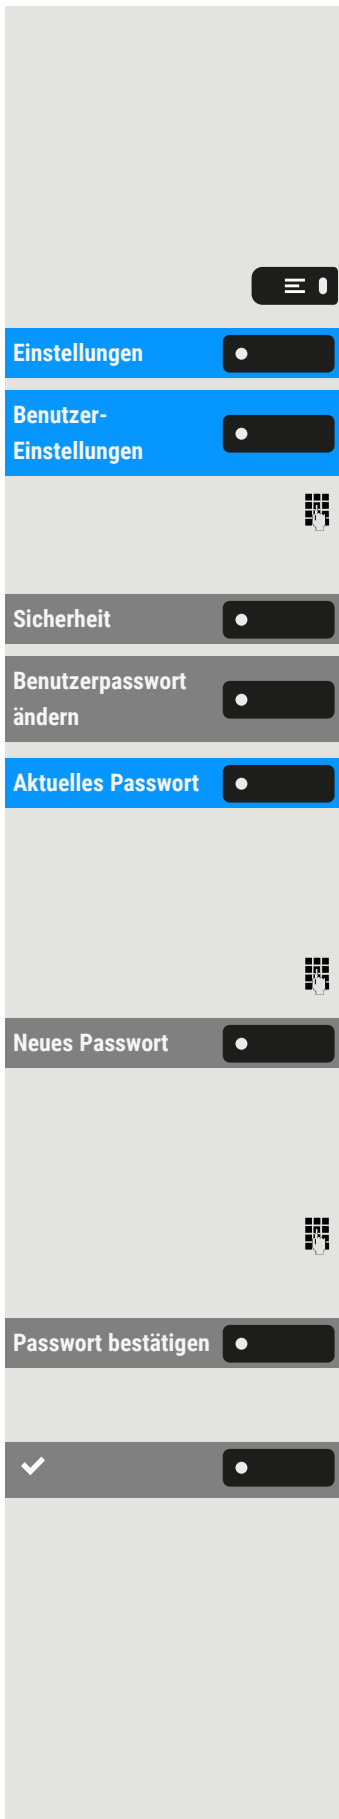 Einstellungen
Benutzer-
Einstellungen
Sicherheit
Benutzerpasswort
ändern
Aktuelles Passwort
Neues Passwort
Passwort bestätigen